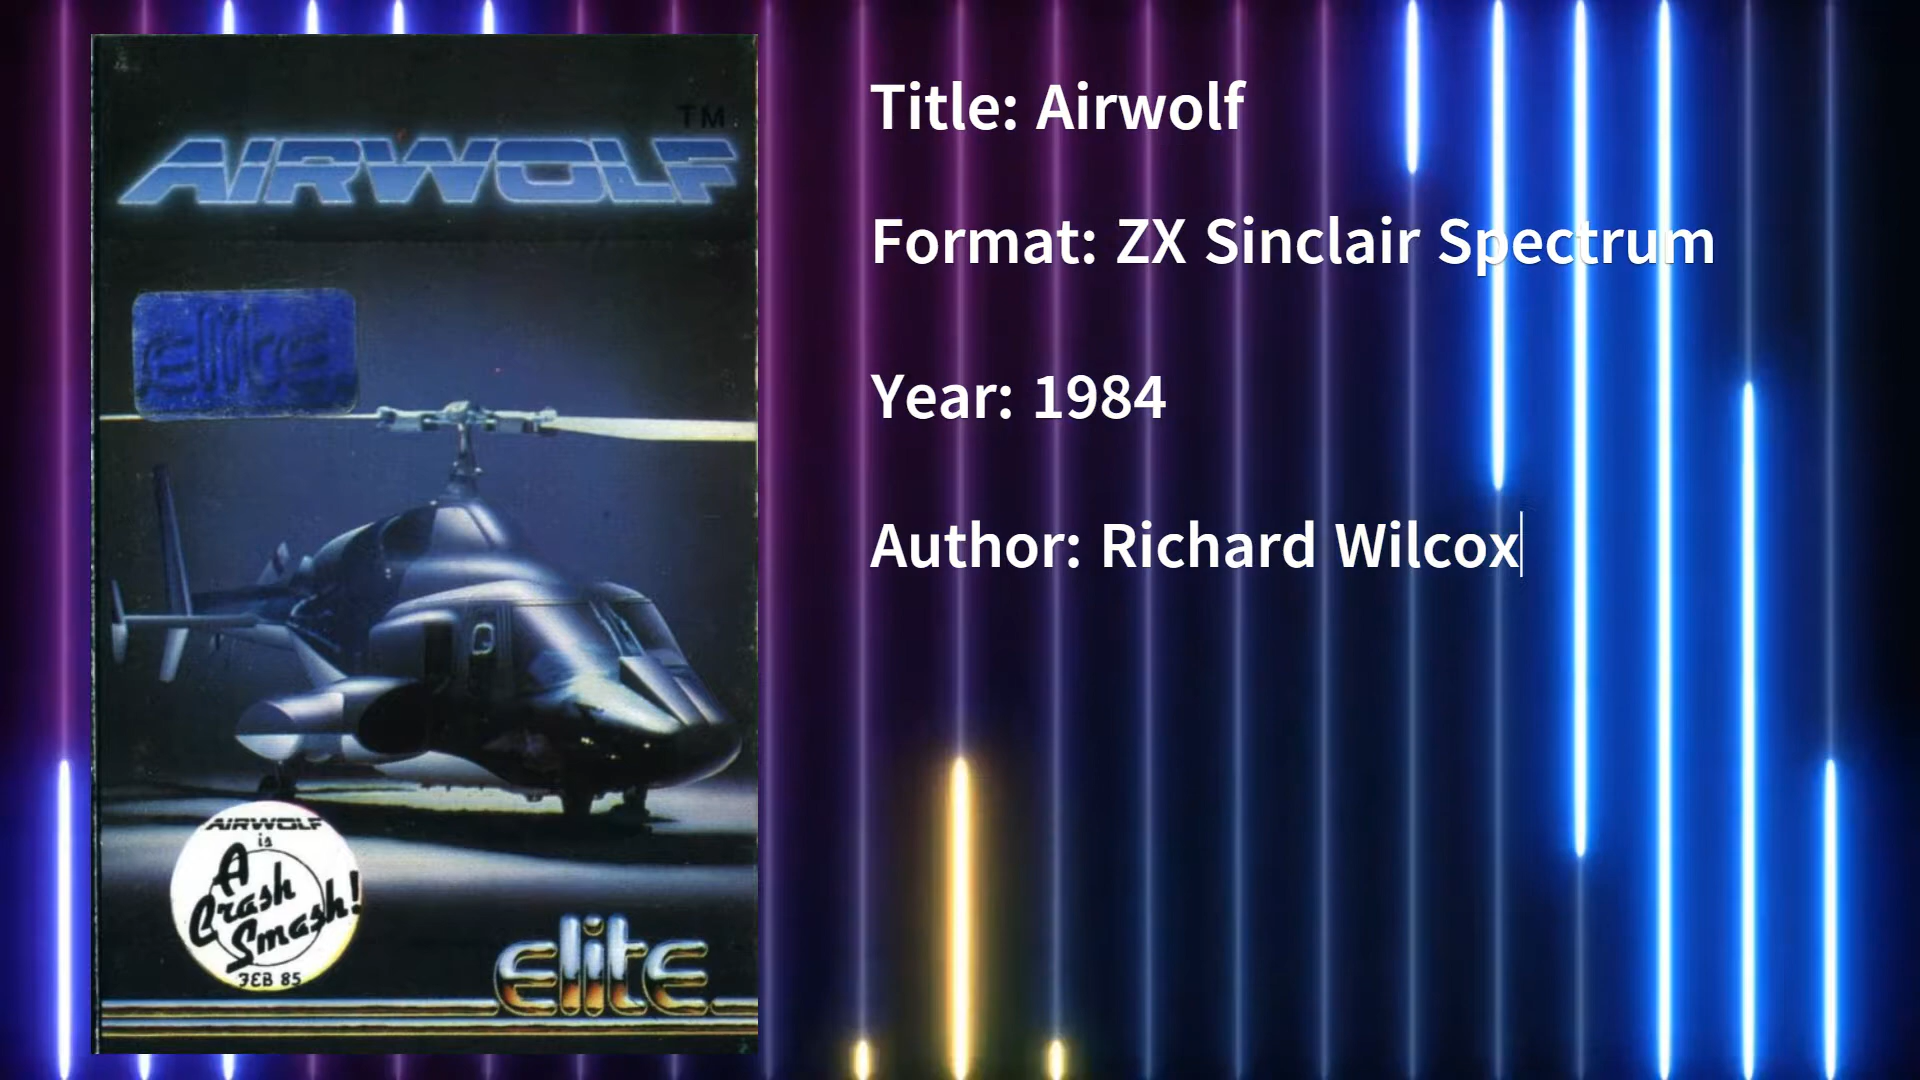 TM
AIRWOLF
elite
AIRWOLF
is
A
Crash
Smash!
FEB 85
elite
Title: Airwolf
Format: ZX Sinclair Spectrum
Year: 1984
Author: Richard Wilcox